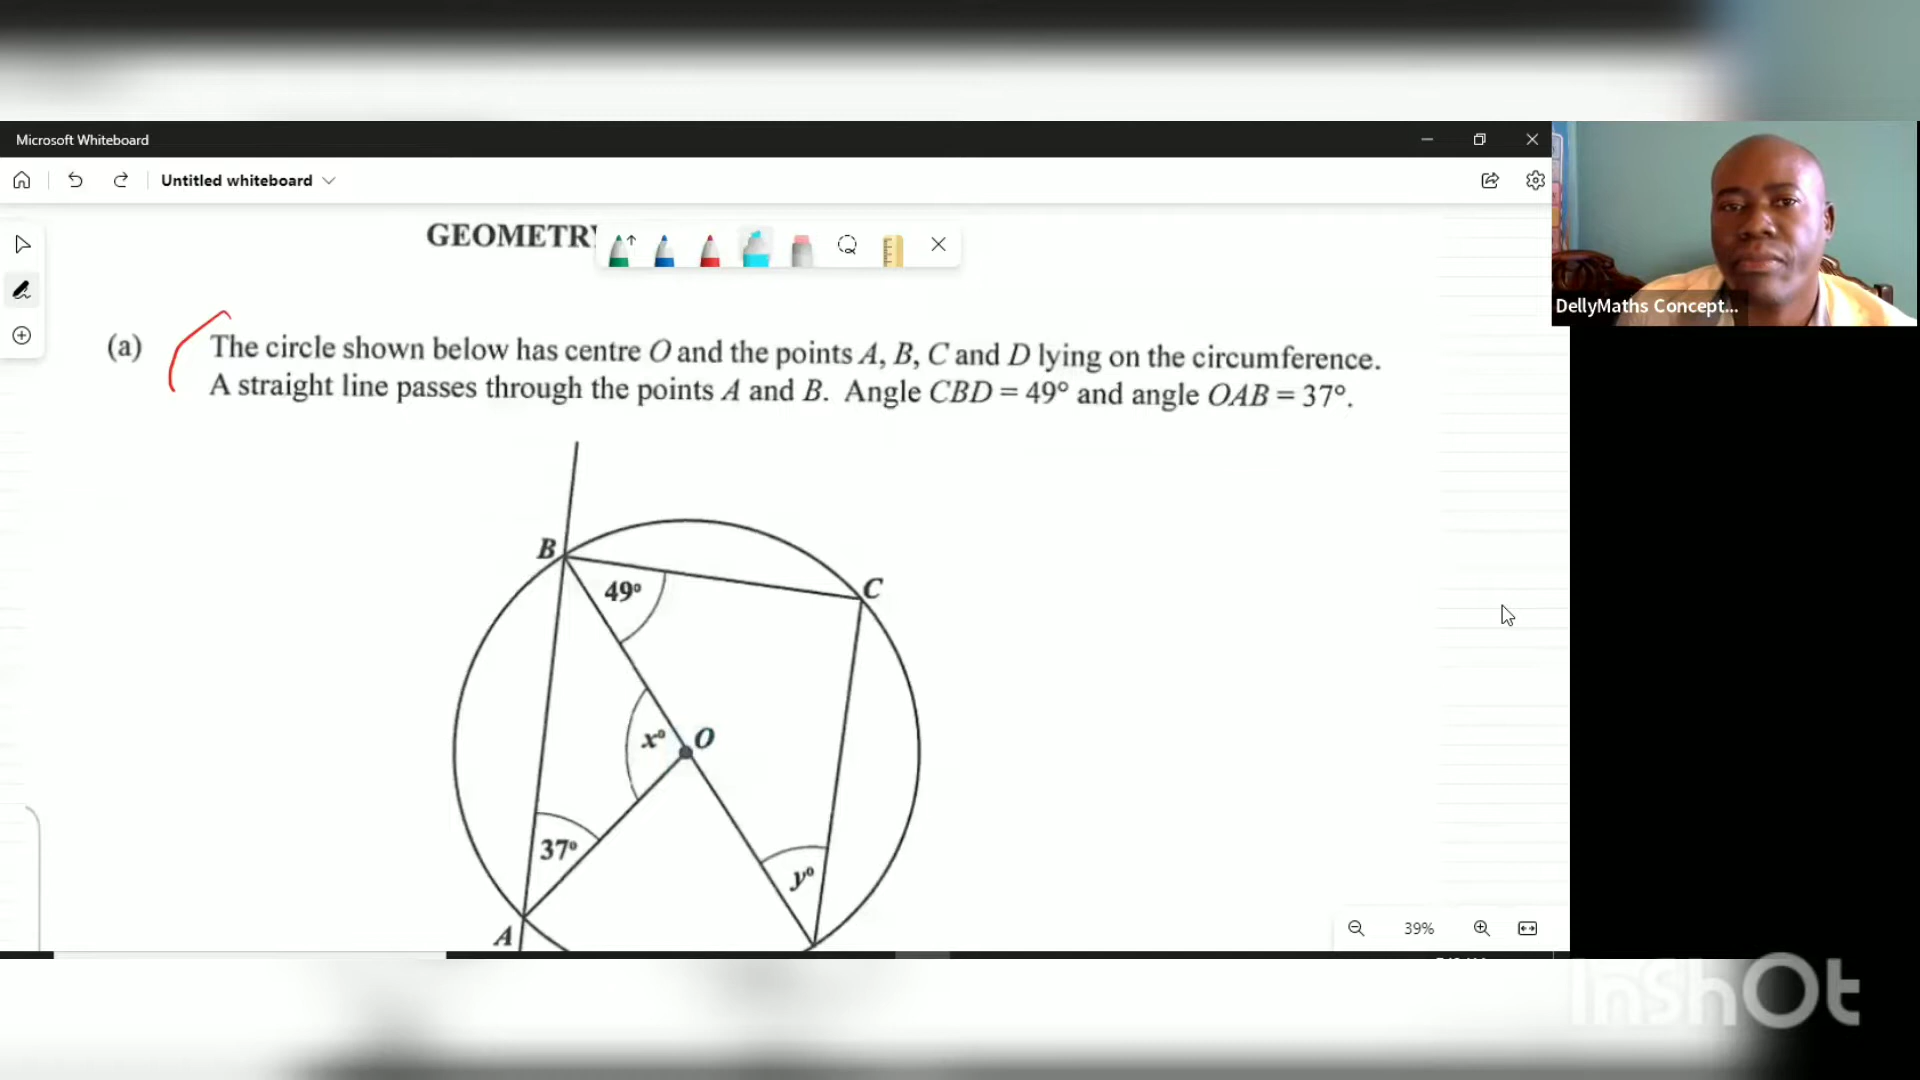 Microsoft Whiteboard
Untitled whiteboard
GEOMETRY
(a) The circle shown below has centre O and the points A, B, C and D lying on the circumference.
A straight line passes through the points A and B. Angle CBD = 49° and angle OAB = 37°.
DellyMaths Concept...
B
49°
C
x° O
37°
y°
A
39%
InShOt